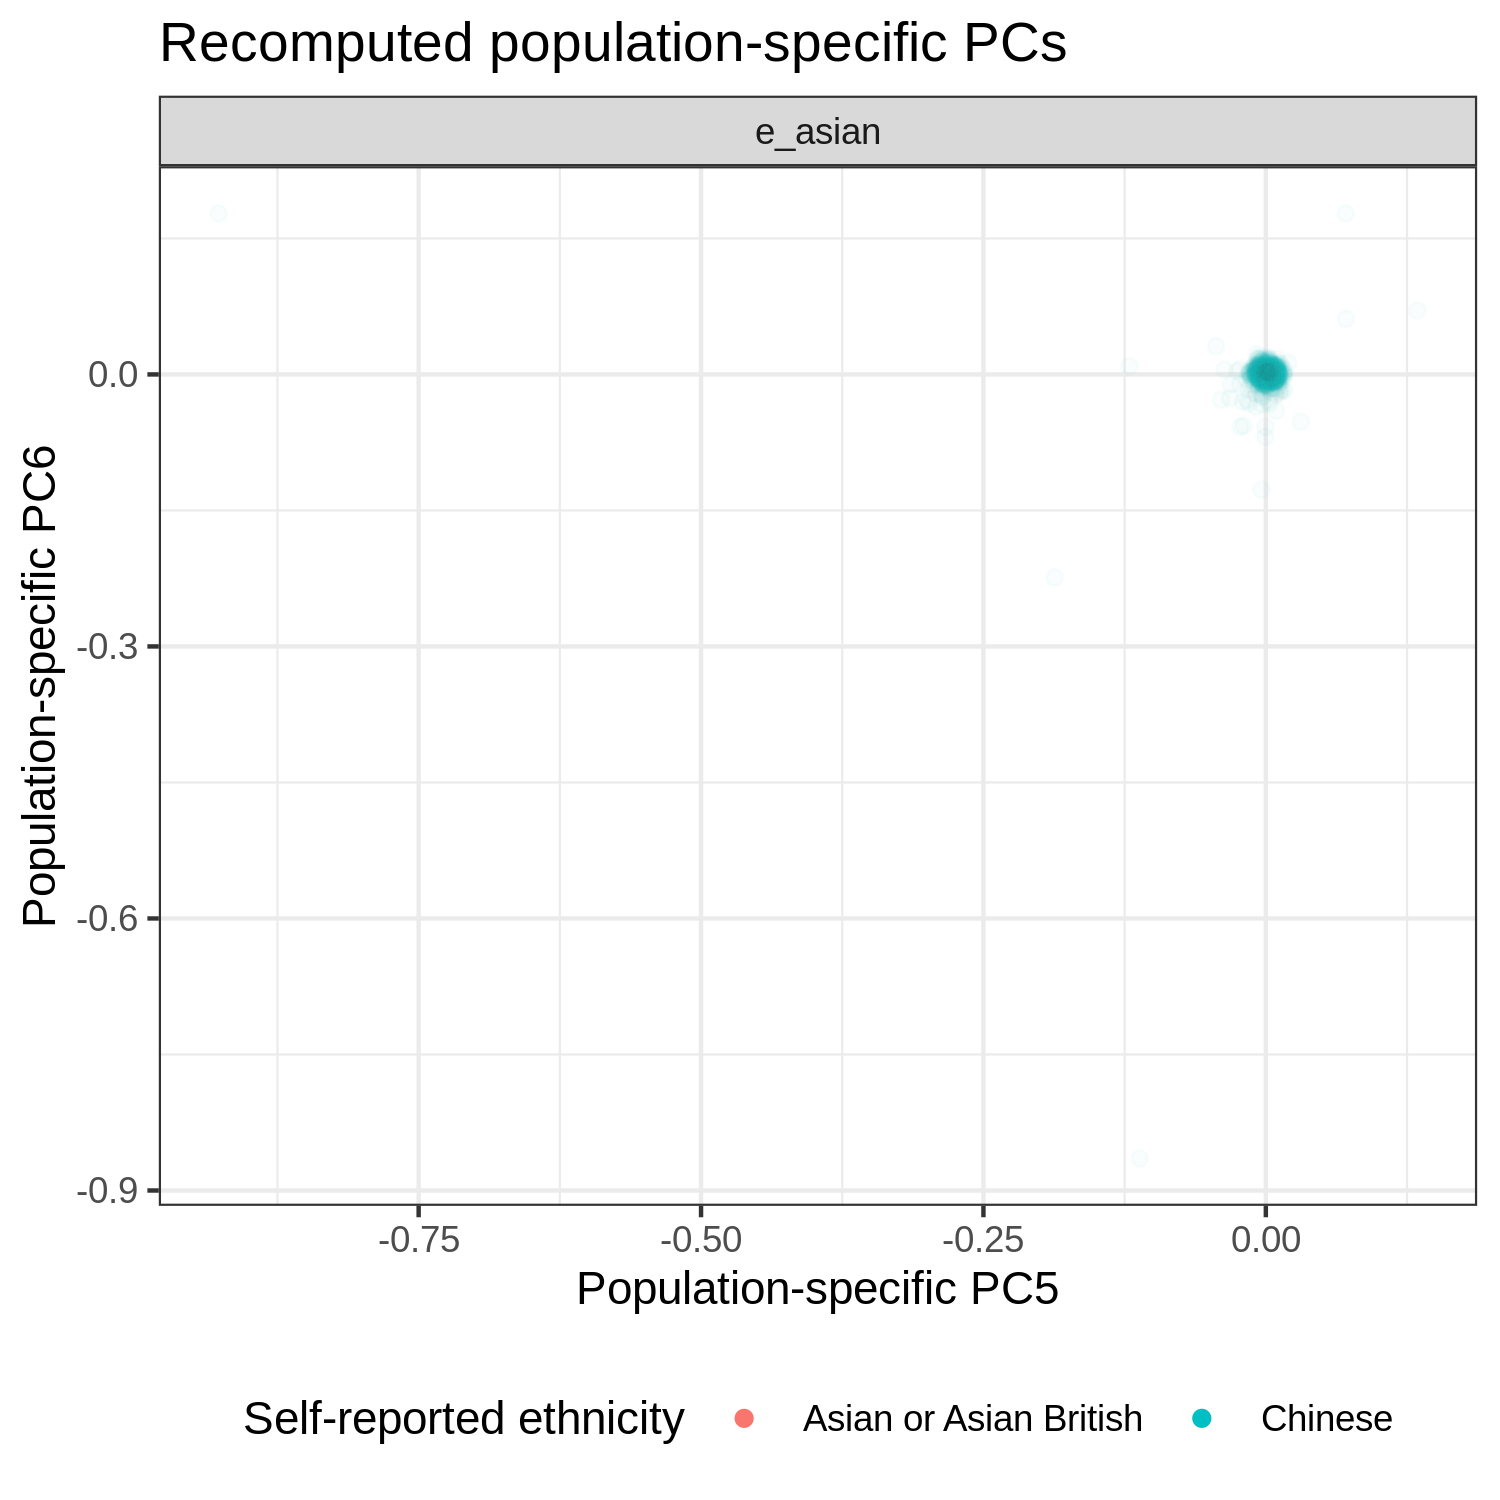 Recomputed population-specific PCs
e_asian
Population-specific PC6
0.0
-0.3
-0.6
-0.9
-0.75
-0.50
-0.25
0.00
Population-specific PC5
Self-reported ethnicity
Asian or Asian British
Chinese